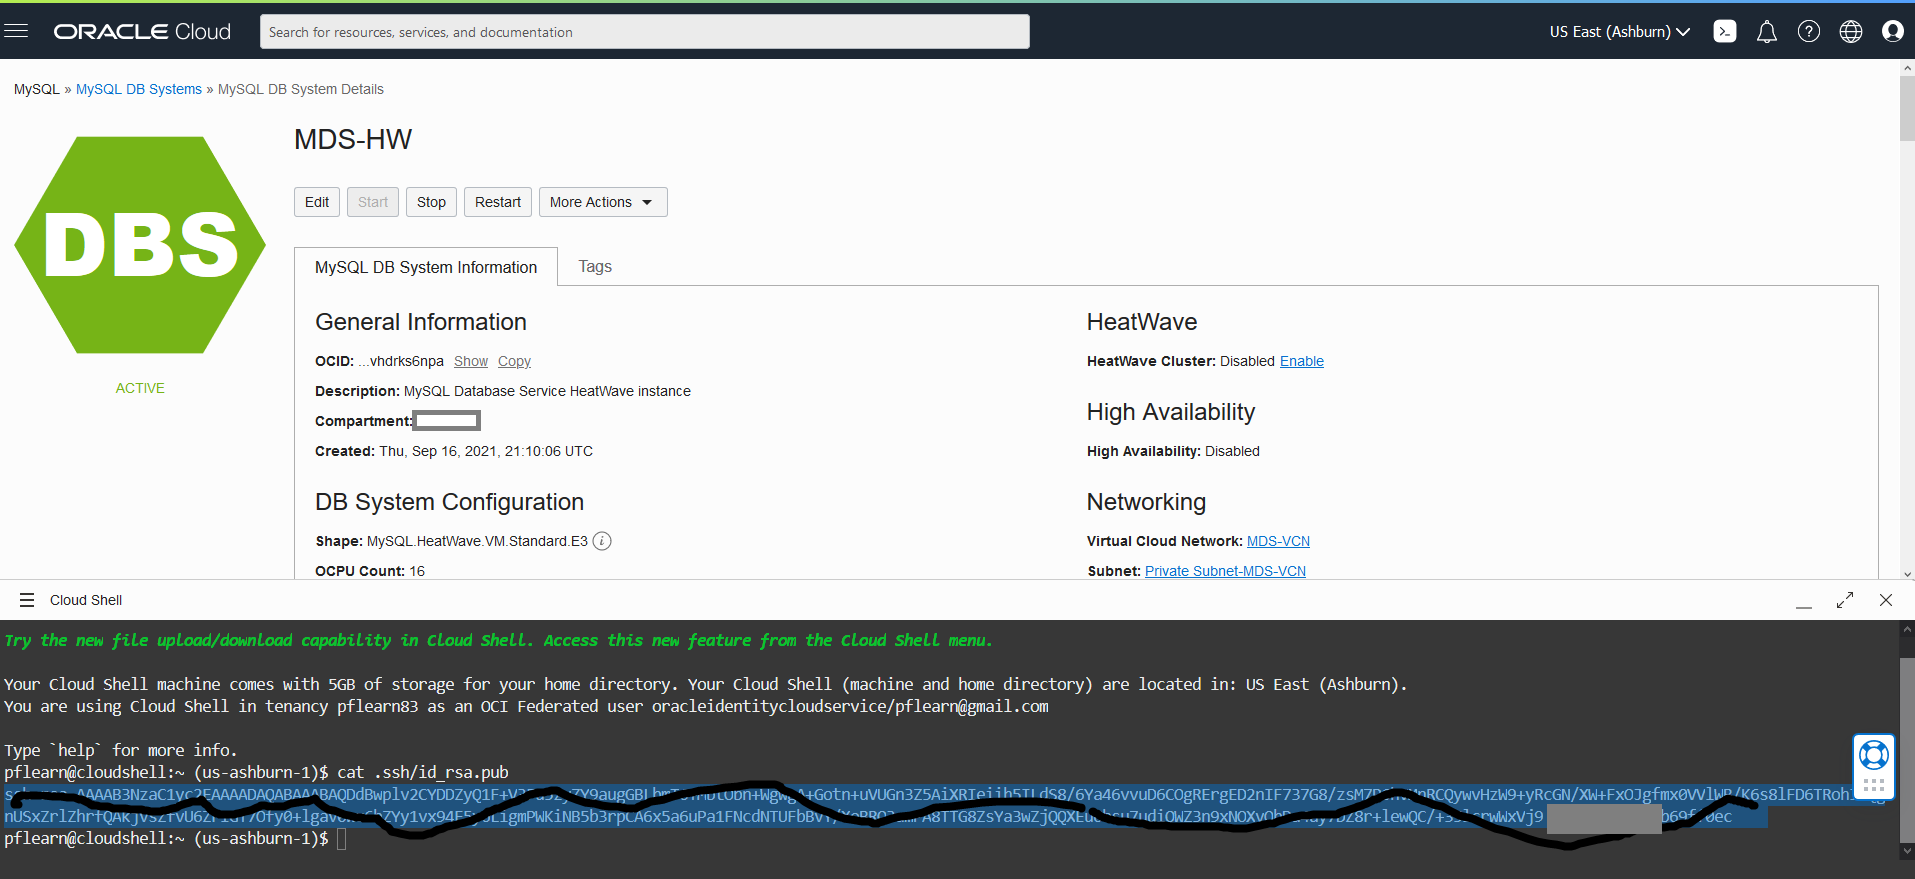 ORACLE Cloud
Search for resources, services, and documentation
US East (Ashburn)
MySQL » MySQL DB Systems » MySQL DB System Details
DBS
ACTIVE
MDS-HW
Edit Start Stop Restart More Actions
MySQL DB System Information Tags
General Information
OCID: ...vhdrks6npa Show Copy
Description: MySQL Database Service HeatWave instance
Compartment:
Created: Thu, Sep 16, 2021, 21:10:06 UTC
DB System Configuration
Shape: MySQL.HeatWave.VM.Standard.E3
OCPU Count: 16
HeatWave
HeatWave Cluster: Disabled Enable
High Availability
High Availability: Disabled
Networking
Virtual Cloud Network: MDS-VCN
Subnet: Private Subnet-MDS-VCN
Cloud Shell
Try the new file upload/download capability in Cloud Shell. Access this new feature from the Cloud Shell menu.
Your Cloud Shell machine comes with 5GB of storage for your home directory. Your Cloud Shell (machine and home directory) are located in: US East (Ashburn).
You are using Cloud Shell in tenancy pflearn83 as an OCI Federated user oracleidentitycloudservice/pflearn@gmail.com
Type `help` for more info.
pflearn@cloudshell:~ (us-ashburn-1)$ cat .ssh/id_rsa.pub
pflearn@cloudshell:~ (us-ashburn-1)$